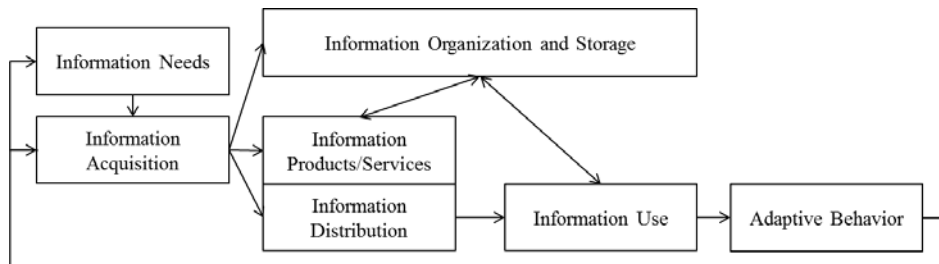 Information Organization and Storage
Information Needs
Information
Acquisition
Information
Products/Services
Information
Distribution
Information Use
Adaptive Behavior